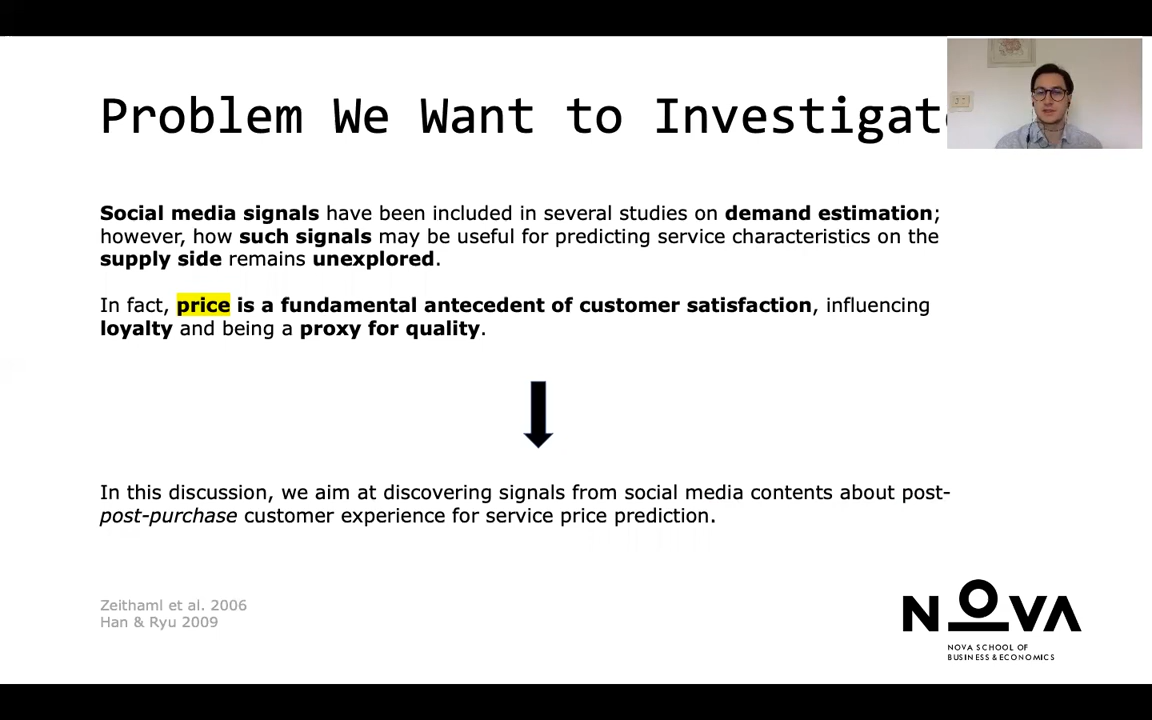 Problem We Want to Investigate
Social media signals have been included in several studies on demand estimation;
however, how such signals may be useful for predicting service characteristics on the
supply side remains unexplored.
In fact, price is a fundamental antecedent of customer satisfaction, influencing
loyalty and being a proxy for quality.
In this discussion, we aim at discovering signals from social media contents about post-
post-purchase customer experience for service price prediction.
Zeithaml et al. 2006
Han & Ryu 2009
NOVA
NOVA SCHOOL OF
BUSINESS & ECONOMICS